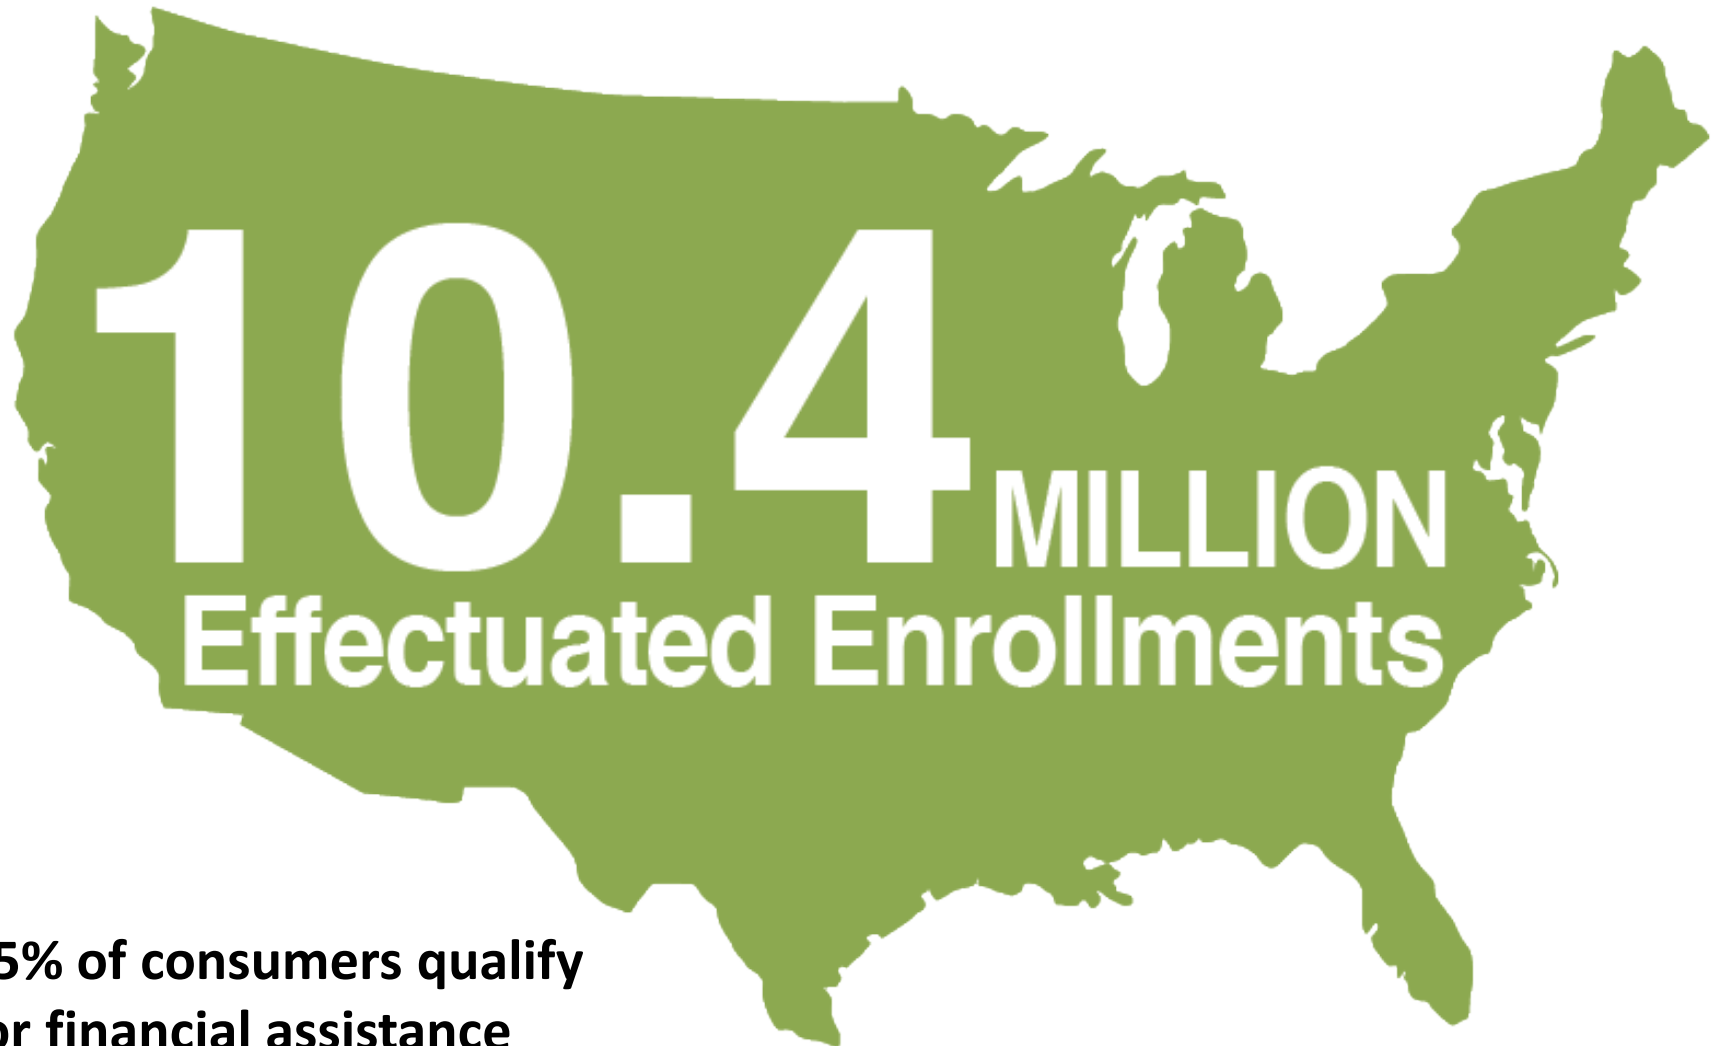 10.4 MILLION
Effectuated Enrollments
5% of consumers qualify
or financial assistance